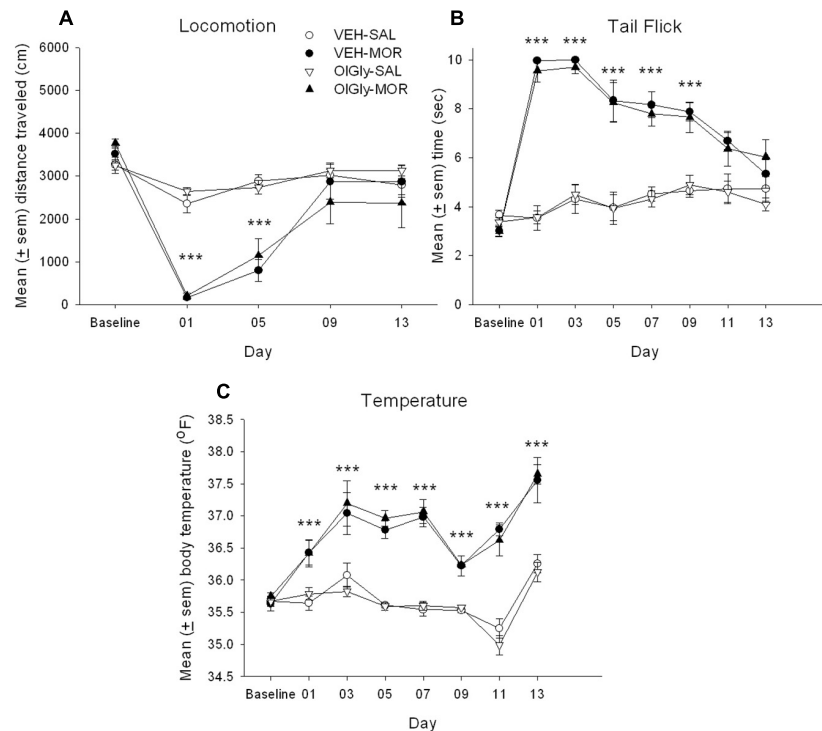 A
Locomotion
VEH-SAL
VEH-MOR
OlGly-SAL
OlGly-MOR
Mean (± sem) distance traveled (cm)
6000
5000
4000
3000
2000
1000
0
***
***
Baseline 01 05 09 13
Day
B
Tail Flick
Mean (± sem) time (sec)
10
8
6
4
2
0
*** ***
*** *** ***
Baseline 01 03 05 07 09 11 13
Day
C
Temperature
Mean (± sem) body temperature (°F)
38.5
38.0
37.5
37.0
36.5
36.0
35.5
35.0
34.5
***
***
*** ***
***
***
***
Baseline 01 03 05 07 09 11 13
Day